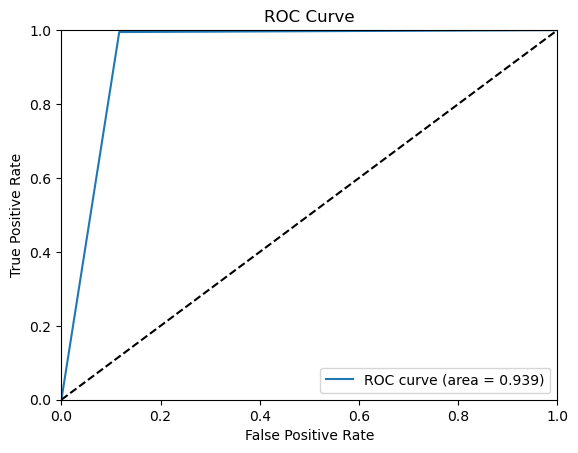 ROC Curve
1.0
0.8
0.6
0.4
0.2
0.0
True Positive Rate
ROC curve (area = 0.939)
0.0 0.2 0.4 0.6 0.8 1.0
False Positive Rate